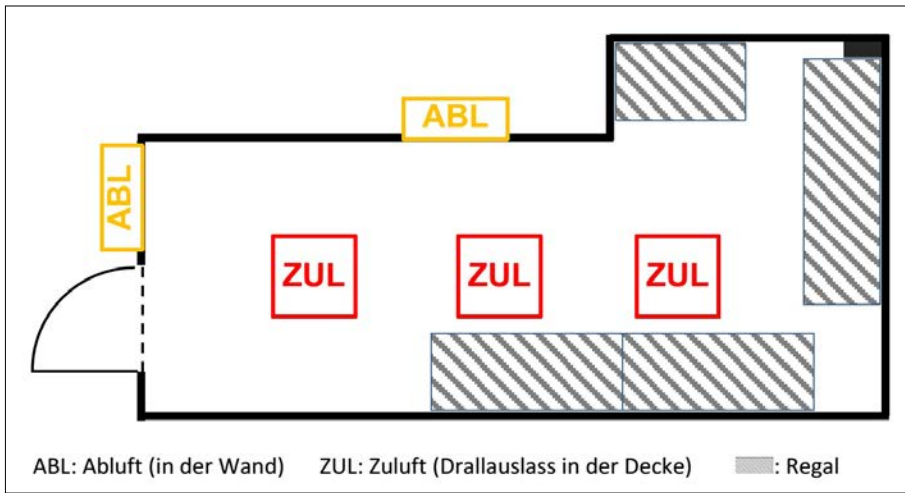 ABL
ABL
ZUL ZUL ZUL
ABL: Abluft (in der Wand) ZUL: Zuluft (Drallauslass in der Decke) : Regal